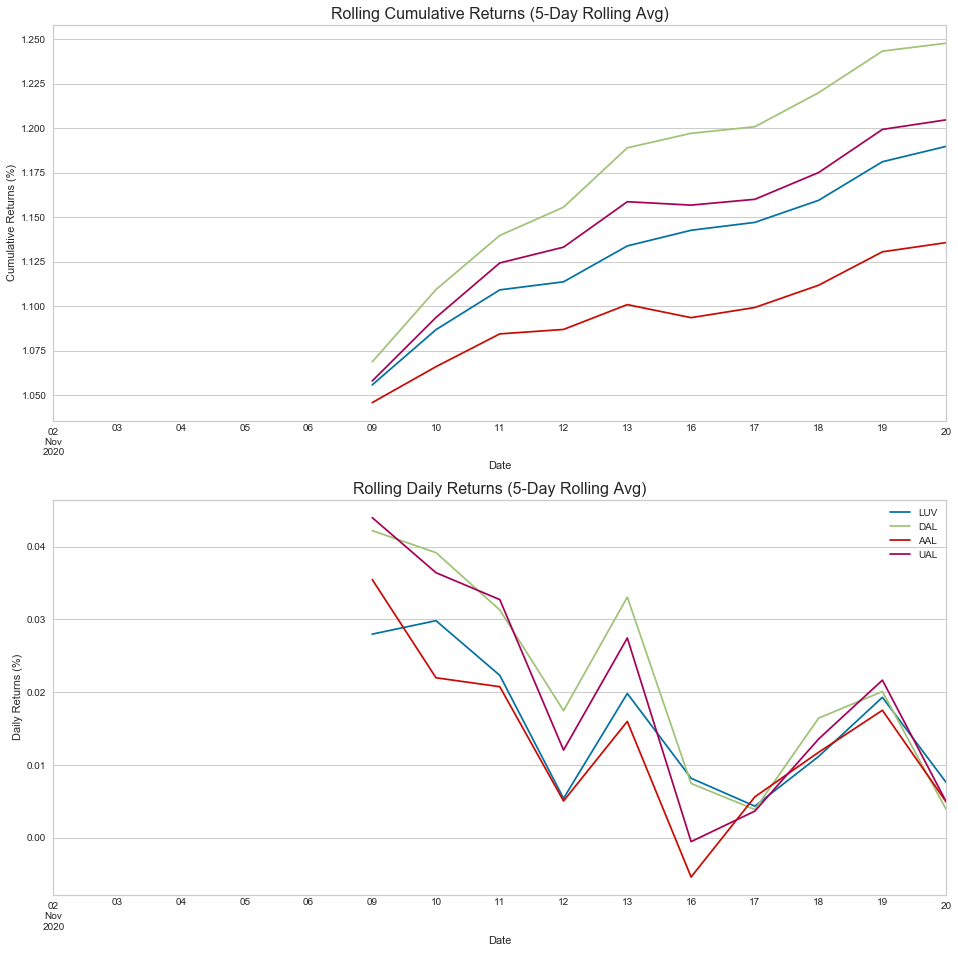 Rolling Cumulative Returns (5-Day Rolling Avg)
1.250
1.225
1.200
1.175
1.150
1.125
1.100
1.075
1.050
Cumulative Returns (%)
02 03 04 05 06 09 10 11 12 13 16 17 18 19 20
Nov
2020
Date
Rolling Daily Returns (5-Day Rolling Avg)
LUV
DAL
AAL
UAL
0.04
0.03
0.02
0.01
0.00
Daily Returns (%)
02 03 04 05 06 09 10 11 12 13 16 17 18 19 20
Nov
2020
Date